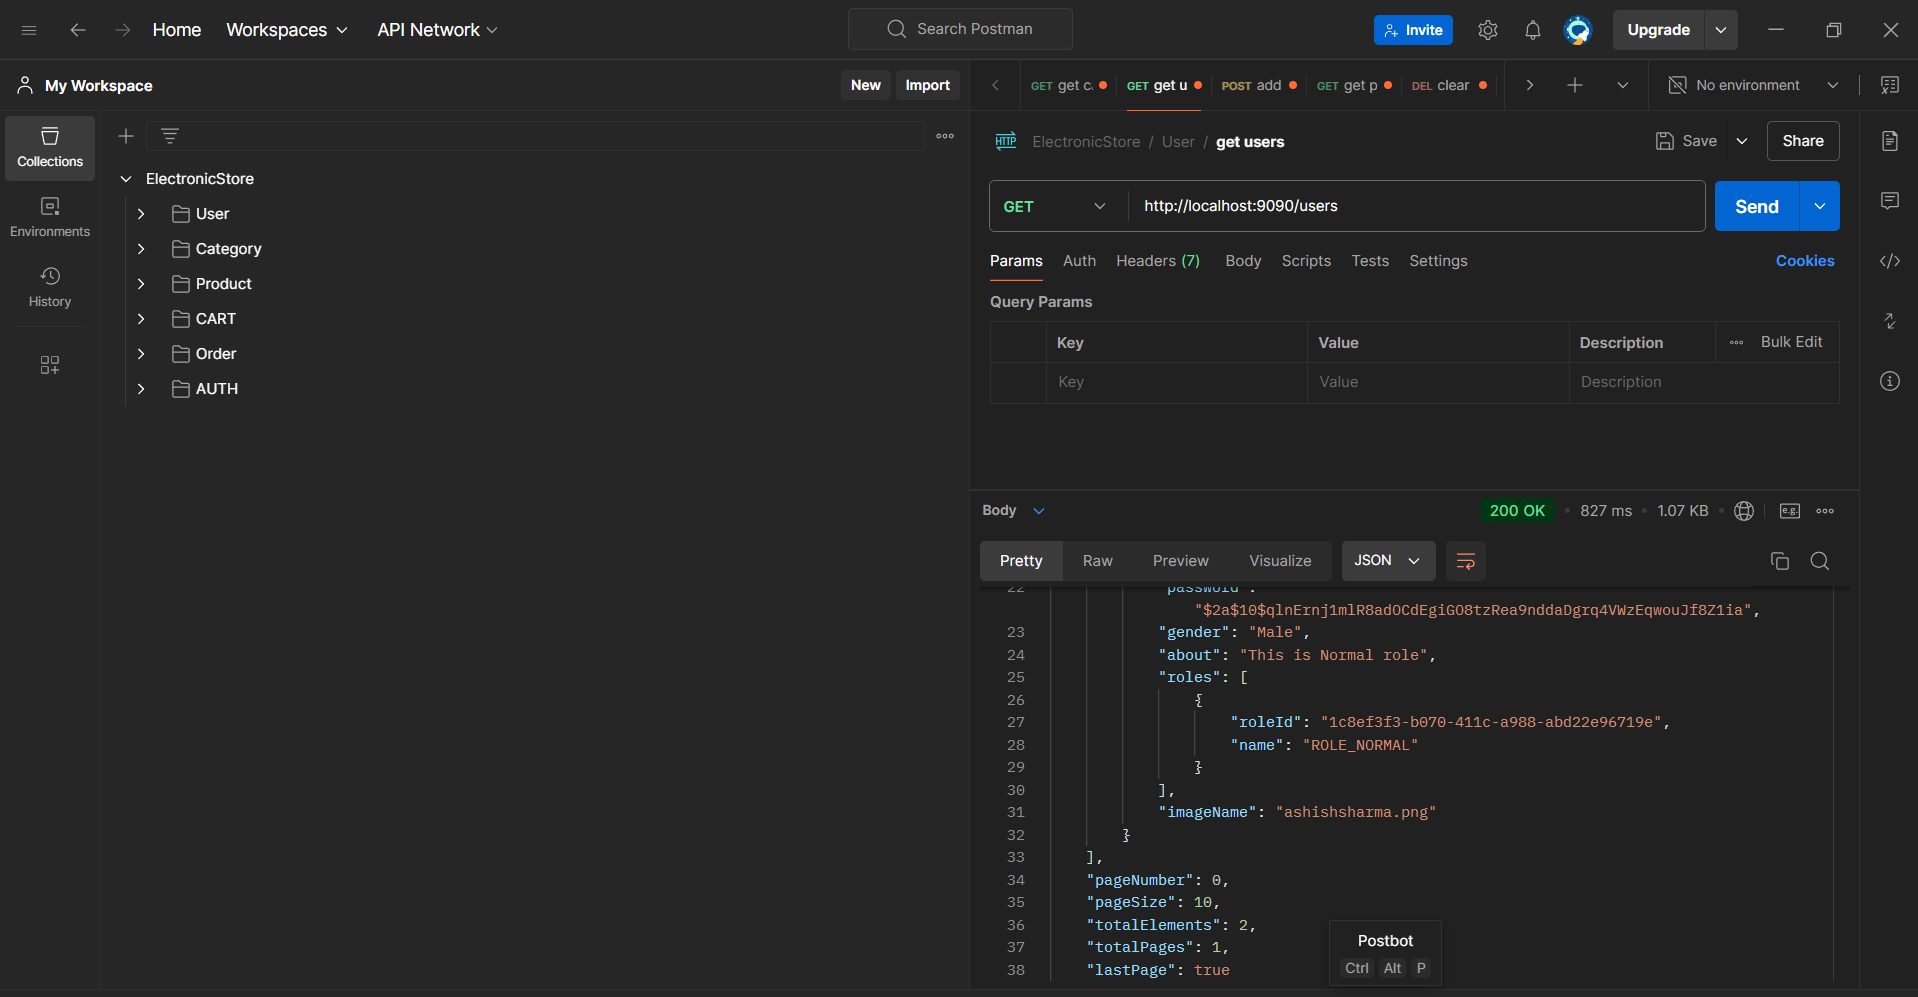 Home Workspaces API Network Search Postman Invite Upgrade
My Workspace New Import
GET get c. GET get u POST add GET get p DEL clear No environment
Collections
Environments
History
ElectronicStore
User
Category
Product
CART
Order
AUTH
HTTP ElectronicStore / User / get users Save Share
GET http://localhost:9090/users Send
Params Auth Headers (7) Body Scripts Tests Settings Cookies
Query Params
Key Value Description Bulk Edit
Key Value Description
Body 200 OK • 827 ms • 1.07 KB • e.g.
Pretty Raw Preview Visualize JSON
22 "password":
"$2a$10$qlnErnj1mlR8adOCdEgiGO8tzRea9nddaDgrq4VWzEqwouJf8Z1ia",
23 "gender": "Male",
24 "about": "This is Normal role",
25 "roles": [
26 {
27 "roleId": "1c8ef3f3-b070-411c-a988-abd22e96719e",
28 "name": "ROLE_NORMAL"
29 }
30 ],
31 "imageName": "ashishsharma.png"
32 }
33 ],
34 "pageNumber": 0,
35 "pageSize": 10,
36 "totalElements": 2,
37 "totalPages": 1,
38 "lastPage": true
Postbot
Ctrl Alt P